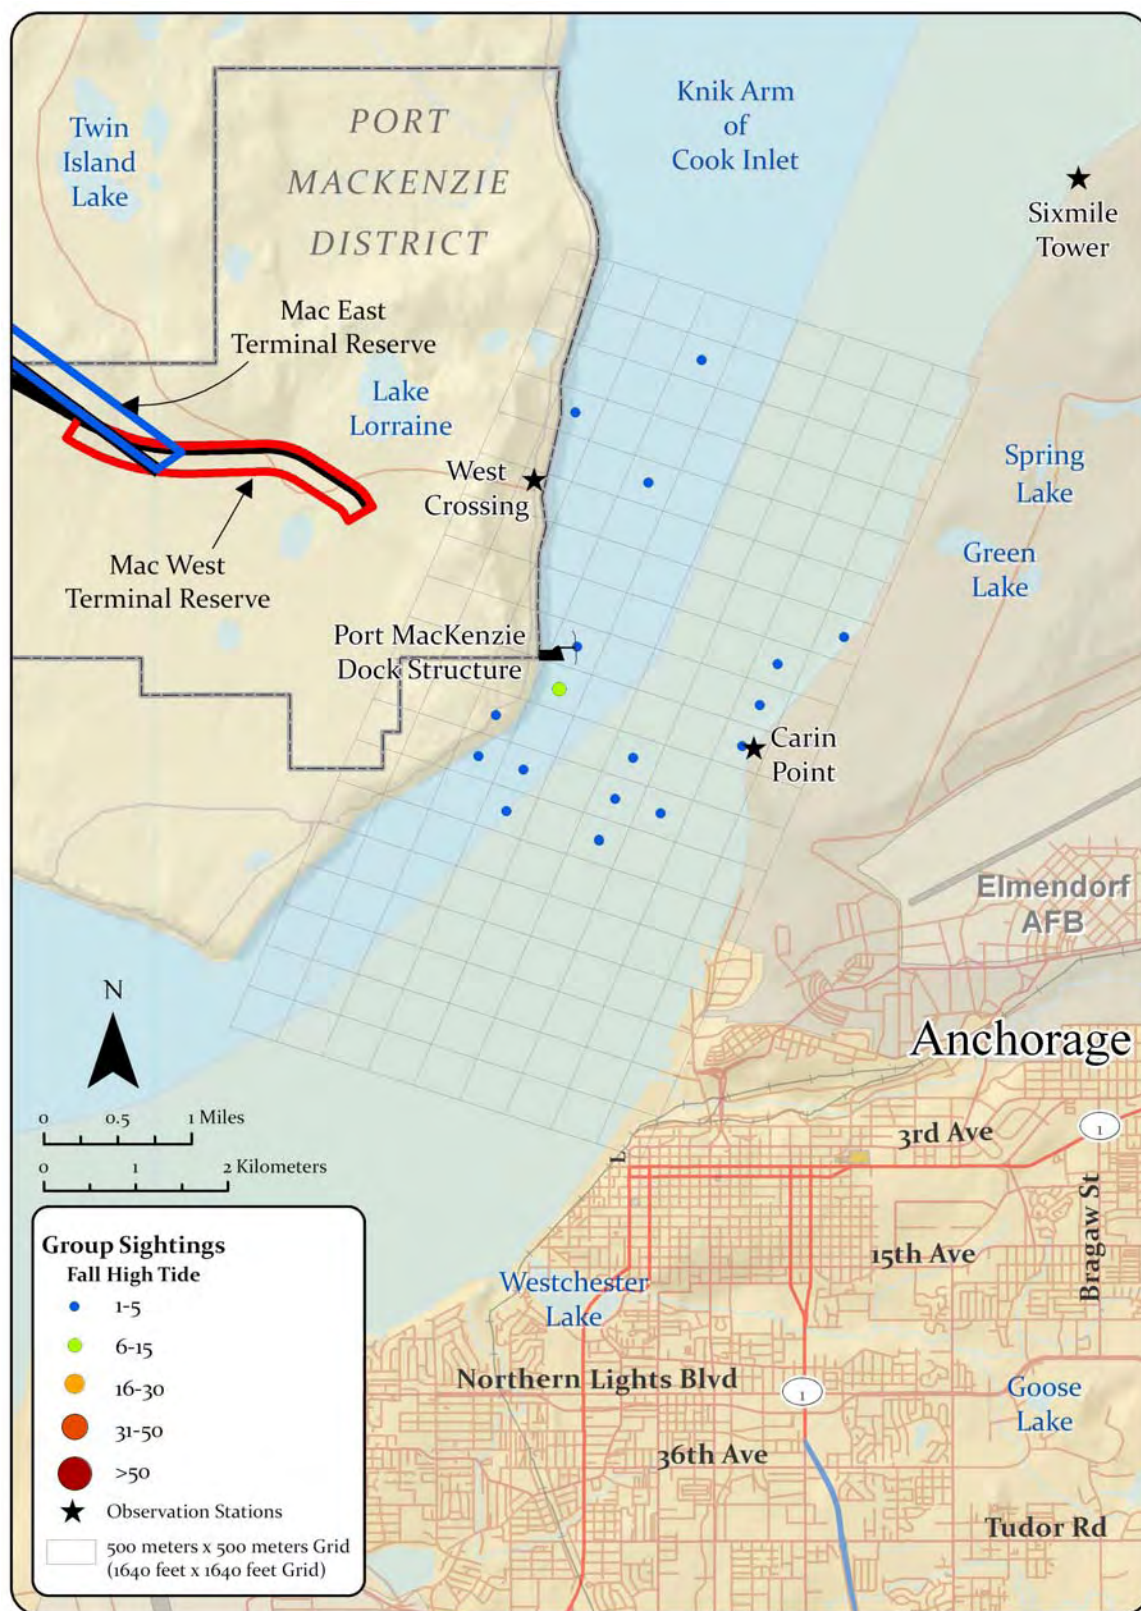 Knik Arm
of
Cook Inlet
PORT
MACKENZIE
DISTRICT
Twin
Island
Lake
Sixmile
Tower
Mac East
Terminal Reserve
Lake
Lorraine
West
Crossing
Spring
Lake
Green
Lake
Mac West
Terminal Reserve
Port MacKenzie
Dock Structure
Carin
Point
Elmendorf
AFB
N
Anchorage
0 0.5 1 Miles
0 1 2 Kilometers
3rd Ave
1
Bragaw St
15th Ave
Westchester
Lake
Northern Lights Blvd
1
Goose
Lake
36th Ave
Tudor Rd
L
Group Sightings
Fall High Tide
1-5
6-15
16-30
31-50
>50
Observation Stations
500 meters x 500 meters Grid
(1640 feet x 1640 feet Grid)